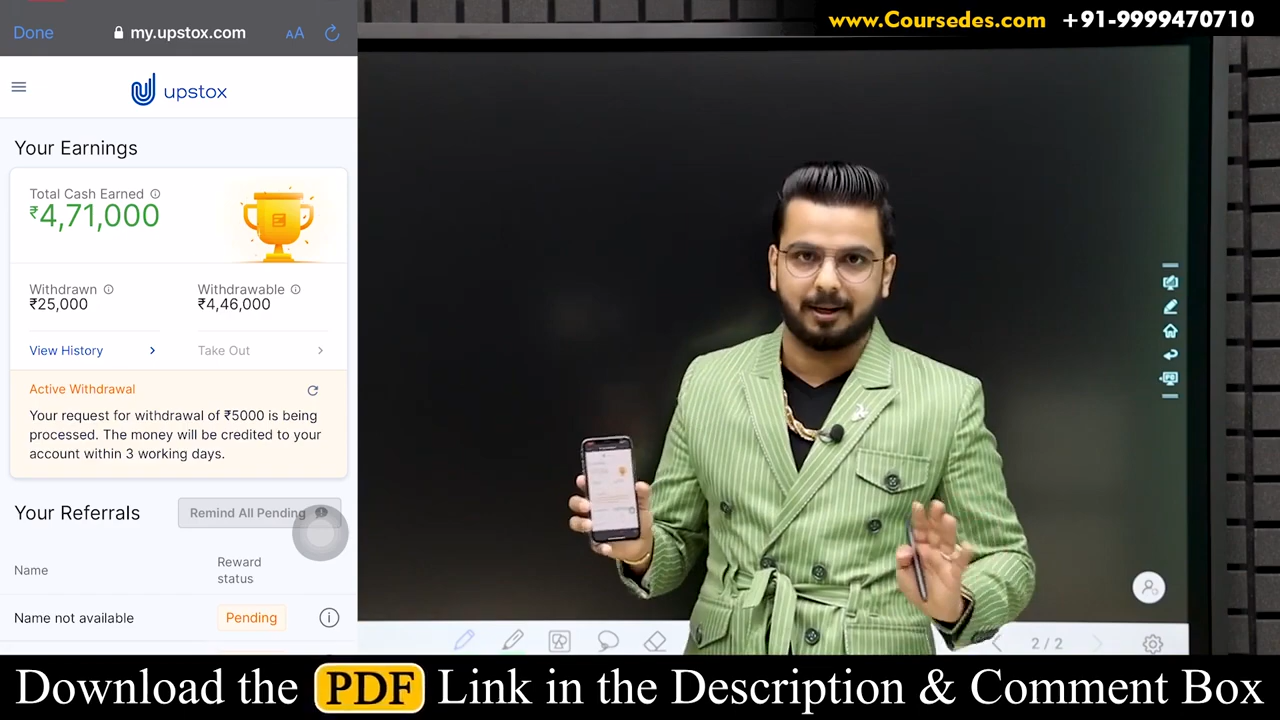 www.Coursedes.com +91-9999470710
Done my.upstox.com AA
upstox
Your Earnings
Total Cash Earned
₹4,71,000
Withdrawn Withdrawable
₹25,000 ₹4,46,000
View History Take Out
Active Withdrawal
Your request for withdrawal of ₹5000 is being
processed. The money will be credited to your
account within 3 working days.
Your Referrals Remind All Pending
Name Reward
status
Name not available Pending
2 / 2
Download the PDF Link in the Description & Comment Box